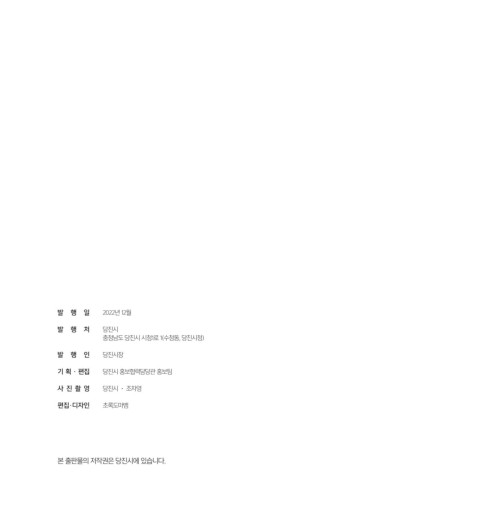 발 행 일 2022년 12월
발 행 처 당진시
충청남도 당진시 시청1로 1(수청동, 당진시청)
발 행 인 당진시장
기 획 · 편집 당진시 홍보협력담당관 홍보팀
사 진 촬 영 당진시 · 조차영
편집·디자인 초록도마뱀
본 출판물의 저작권은 당진시에 있습니다.